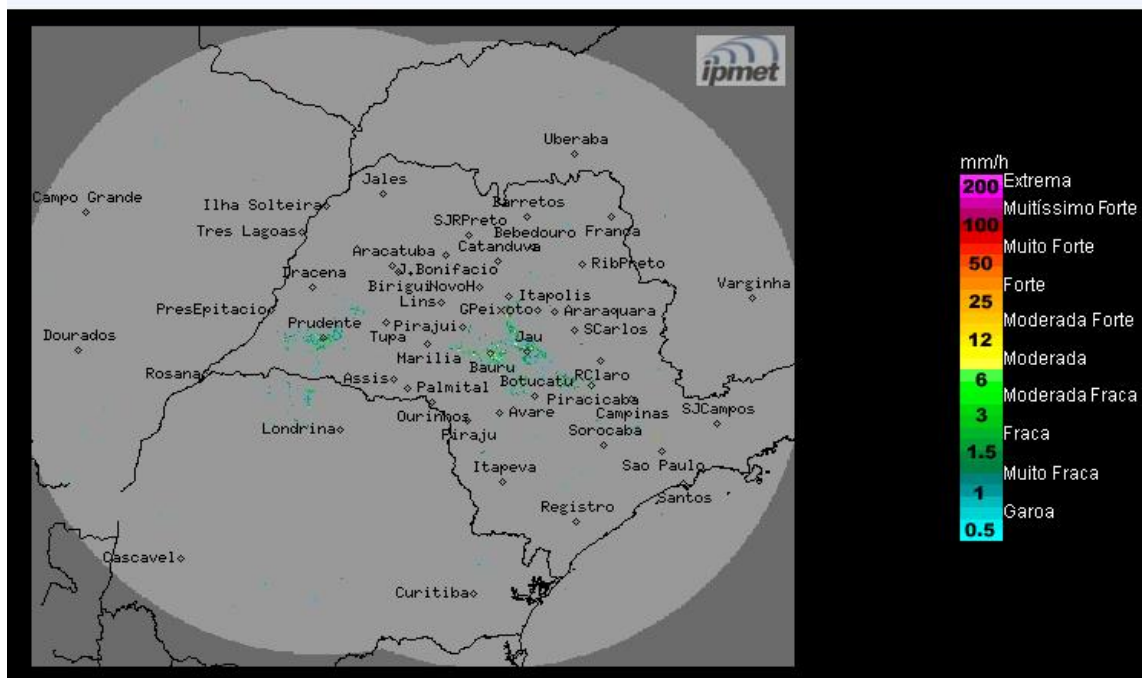 ipmet
Uberaba
Jales
Campo Grande
Ilha Solteira
Barretos
SJRPreto
Tres Lagoas
Bebedouro
Franca
Catanduva
Aracatuba
J.Bonifacio
RibPreto
Dracena
Birigui
NovoH
Itapolis
Varginha
Lins
PresEpitacio
GPeixoto
Araraquara
Prudente
Pirajui
SCarlos
Dourados
Tupa
Jau
Marilia
Bauru
Rosana
Assis
Botucatu
RClaro
Palmital
Piracicaba
Ourinhos
Avare
Campinas
SJCampos
Londrina
Piraju
Sorocaba
Itapeva
Sao Paulo
Santos
Registro
Cascavel
Curitiba
mm/h
200 Extrema
Muitíssimo Forte
100
Muito Forte
50
Forte
25
Moderada Forte
12
Moderada
6
Moderada Fraca
3
Fraca
1.5
Muito Fraca
1
Garoa
0.5